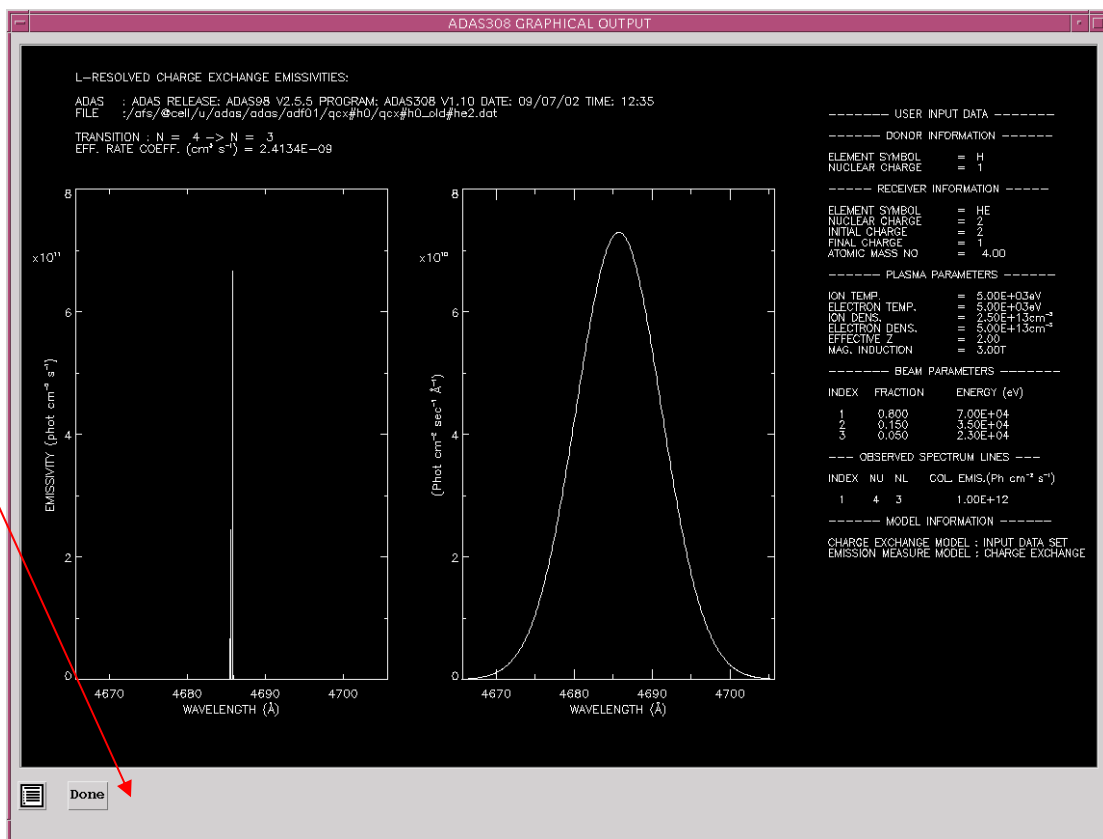 ADAS308 GRAPHICAL OUTPUT
L-RESOLVED CHARGE EXCHANGE EMISSIVITIES:
ADAS : ADAS RELEASE: ADAS98 V2.5.5 PROGRAM: ADAS308 V1.10 DATE: 09/07/02 TIME: 12:35
FILE :/afs/@cell/u/adas/adas/adf01/qcx#h0/qcx#h0_old#he2.dat
TRANSITION : N = 4 -> N = 3
EFF. RATE COEFF. (cm³ s⁻¹) = 2.4134E-09
8
x10¹¹
6
4
2
0
EMISSIVITY (phot cm⁻² s⁻¹)
4670 4680 4690 4700
WAVELENGTH (Å)
8
x10¹⁰
6
4
2
0
(Phot cm⁻² sec⁻¹ Å⁻¹)
4670 4680 4690 4700
WAVELENGTH (Å)
------- USER INPUT DATA -------
------ DONOR INFORMATION ------
ELEMENT SYMBOL = H
NUCLEAR CHARGE = 1
----- RECEIVER INFORMATION -----
ELEMENT SYMBOL = HE
NUCLEAR CHARGE = 2
INITIAL CHARGE = 2
FINAL CHARGE = 1
ATOMIC MASS NO = 4.00
------ PLASMA PARAMETERS ------
ION TEMP. = 5.00E+03eV
ELECTRON TEMP. = 5.00E+03eV
ION DENS. = 2.50E+13cm⁻³
ELECTRON DENS. = 5.00E+13cm⁻³
EFFECTIVE Z = 2.00
MAG. INDUCTION = 3.00T
------- BEAM PARAMETERS -------
INDEX FRACTION ENERGY (eV)
1 0.800 7.00E+04
2 0.150 3.50E+04
3 0.050 2.30E+04
--- OBSERVED SPECTRUM LINES ---
INDEX NU NL COL. EMIS.(Ph cm⁻² s⁻¹)
1 4 3 1.00E+12
------ MODEL INFORMATION ------
CHARGE EXCHANGE MODEL : INPUT DATA SET
EMISSION MEASURE MODEL : CHARGE EXCHANGE
Done